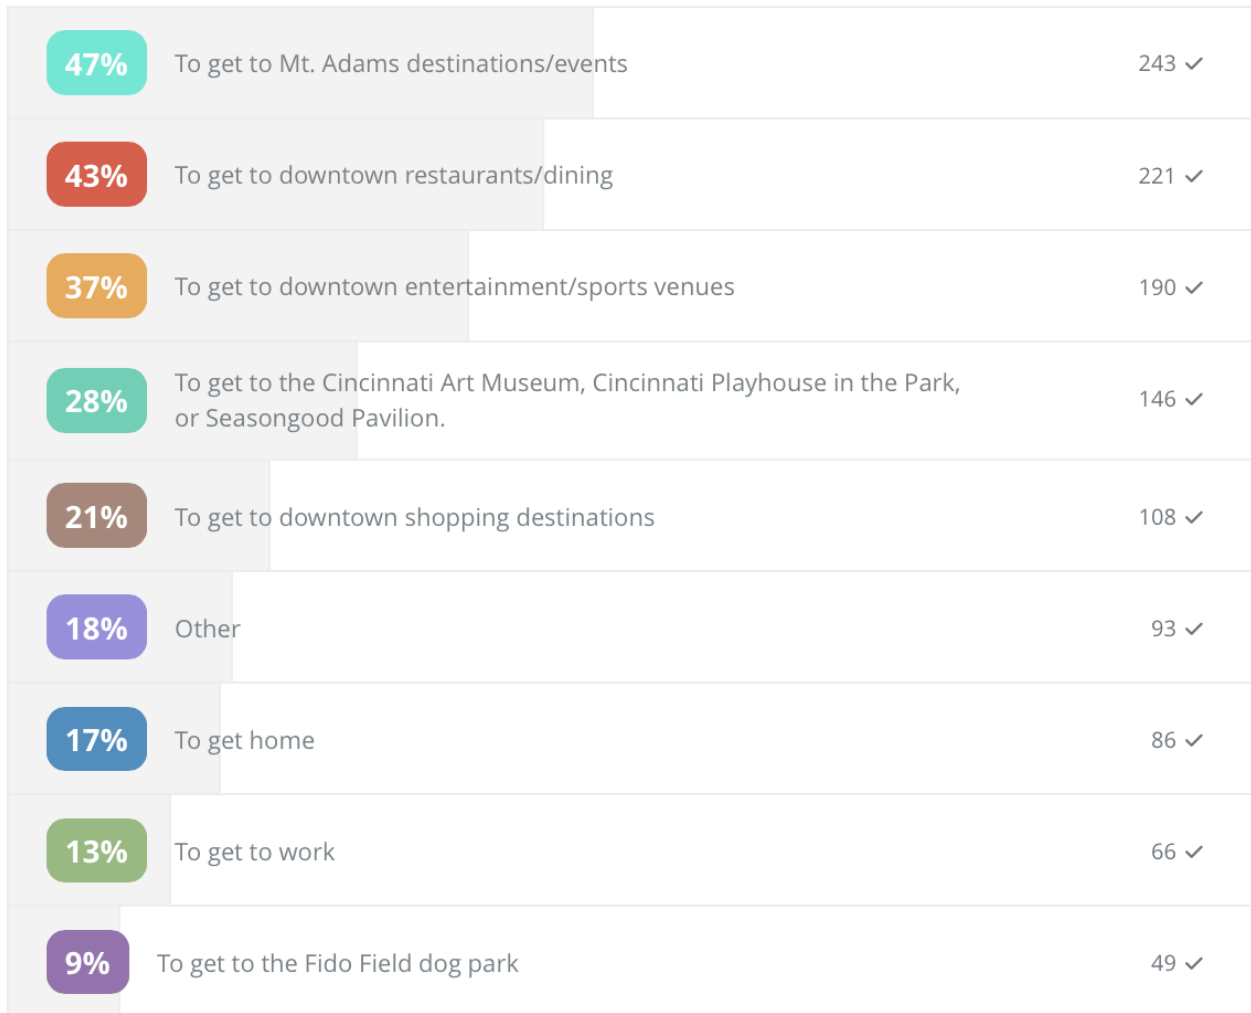 47% To get to Mt. Adams destinations/events 243
43% To get to downtown restaurants/dining 221
37% To get to downtown entertainment/sports venues 190
28% To get to the Cincinnati Art Museum, Cincinnati Playhouse in the Park, 146
or Seasongood Pavilion.
21% To get to downtown shopping destinations 108
18% Other 93
17% To get home 86
13% To get to work 66
9% To get to the Fido Field dog park 49